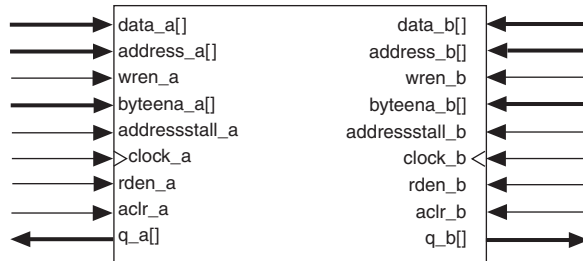 data_a[] data_b[]
address_a[] address_b[]
wren_a wren_b
byteena_a[] byteena_b[]
addressstall_a addressstall_b
clock_a clock_b
rden_a rden_b
aclr_a aclr_b
q_a[] q_b[]